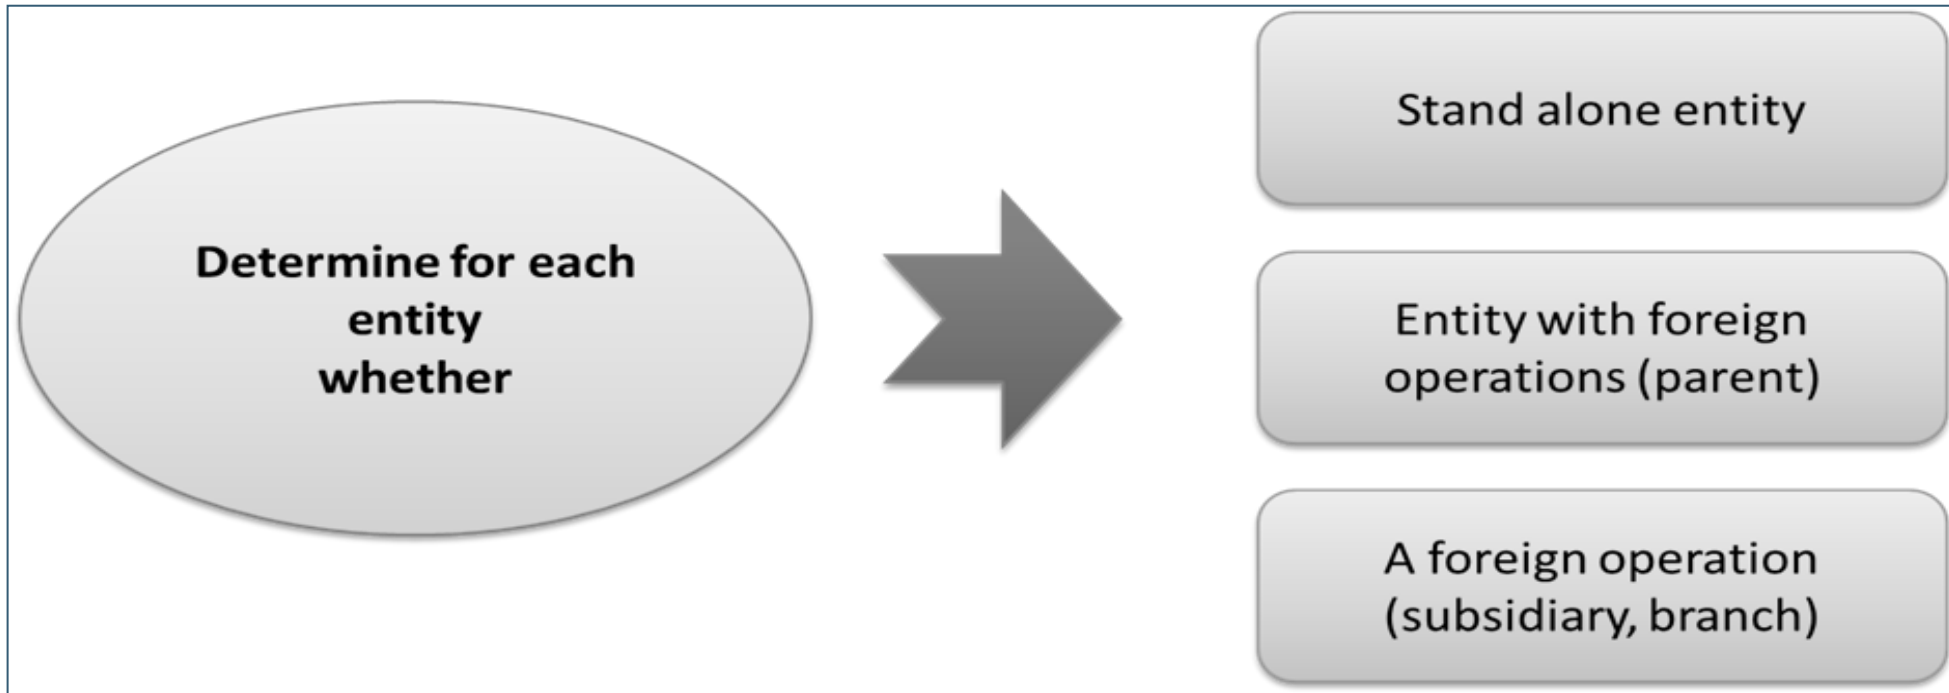 Determine for each
entity
whether
Stand alone entity
Entity with foreign
operations (parent)
A foreign operation
(subsidiary, branch)